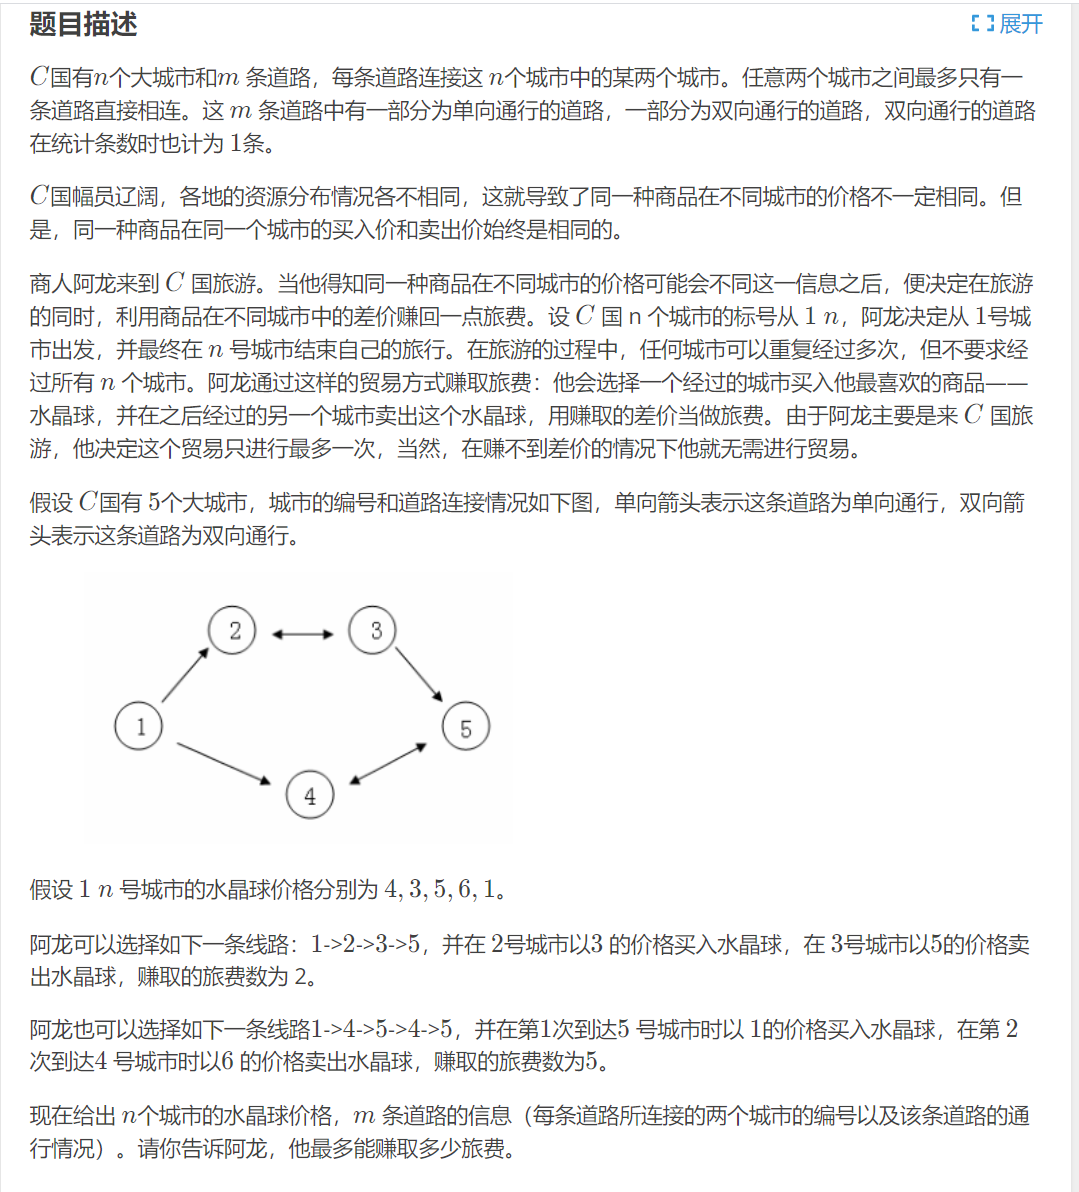 题目描述
展开
C国有n个大城市和m 条道路，每条道路连接这 n个城市中的某两个城市。任意两个城市之间最多只有一
条道路直接相连。这 m 条道路中有一部分为单向通行的道路，一部分为双向通行的道路，双向通行的道路
在统计条数时也计为 1条。
C国幅员辽阔，各地的资源分布情况各不相同，这就导致了同一种商品在不同城市的价格不一定相同。但
是，同一种商品在同一个城市的买入价和卖出价始终是相同的。
商人阿龙来到 C 国旅游。当他得知同一种商品在不同城市的价格可能会不同这一信息之后，便决定在旅游
的同时，利用商品在不同城市中的差价赚回一点旅费。设 C 国 n 个城市的标号从 1 n，阿龙决定从 1号城
市出发，并最终在 n 号城市结束自己的旅行。在旅游的过程中，任何城市可以重复经过多次，但不要求经
过所有 n 个城市。阿龙通过这样的贸易方式赚取旅费：他会选择一个经过的城市买入他最喜欢的商品——
水晶球，并在之后经过的另一个城市卖出这个水晶球，用赚取的差价当做旅费。由于阿龙主要是来 C 国旅
游，他决定这个贸易只进行最多一次，当然，在赚不到差价的情况下他就无需进行贸易。
假设 C国有 5个大城市，城市的编号和道路连接情况如下图，单向箭头表示这条道路为单向通行，双向箭
头表示这条道路为双向通行。
2
3
1
5
4
假设 1 n 号城市的水晶球价格分别为 4, 3, 5, 6, 1。
阿龙可以选择如下一条线路：1->2->3->5，并在 2号城市以3 的价格买入水晶球，在 3号城市以5的价格卖
出水晶球，赚取的旅费数为 2。
阿龙也可以选择如下一条线路1->4->5->4->5，并在第1次到达5 号城市时以 1的价格买入水晶球，在第 2
次到达4 号城市时以6 的价格卖出水晶球，赚取的旅费数为5。
现在给出 n个城市的水晶球价格，m 条道路的信息（每条道路所连接的两个城市的编号以及该条道路的通
行情况）。请你告诉阿龙，他最多能赚取多少旅费。